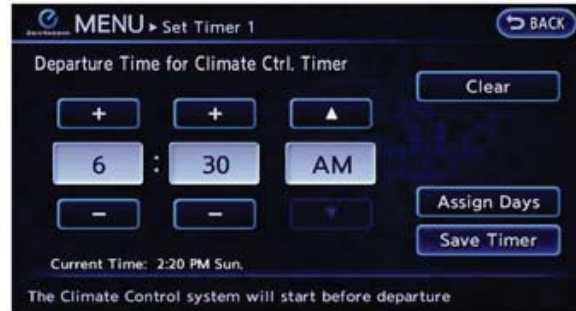 MENU ▸ Set Timer 1
BACK
Departure Time for Climate Ctrl. Timer
Clear
+ + ▲
6 : 30 AM
− − ▼
Assign Days
Save Timer
Current Time: 2:20 PM Sun.
The Climate Control system will start before departure